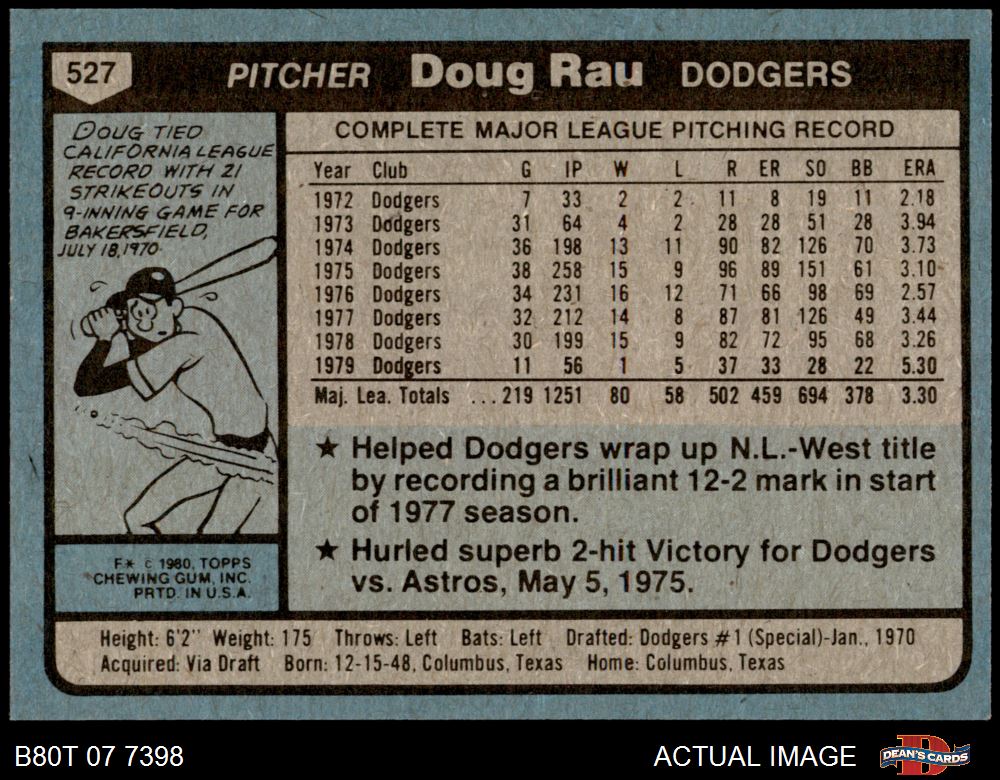 527 PITCHER Doug Rau DODGERS
DOUG TIED
CALIFORNIA LEAGUE
RECORD WITH 21
STRIKEOUTS IN
9-INNING GAME FOR
BAKERSFIELD,
JULY 18, 1970.
COMPLETE MAJOR LEAGUE PITCHING RECORD
Year Club G IP W L R ER SO BB ERA
1972 Dodgers 7 33 2 2 11 8 19 11 2.18
1973 Dodgers 31 64 4 2 28 28 51 28 3.94
1974 Dodgers 36 198 13 11 90 82 126 70 3.73
1975 Dodgers 38 258 15 9 96 89 151 61 3.10
1976 Dodgers 34 231 16 12 71 66 98 69 2.57
1977 Dodgers 32 212 14 8 87 81 126 49 3.44
1978 Dodgers 30 199 15 9 82 72 95 68 3.26
1979 Dodgers 11 56 1 5 37 33 28 22 5.30
Maj. Lea. Totals ...219 1251 80 58 502 459 694 378 3.30
★ Helped Dodgers wrap up N.L.-West title
by recording a brilliant 12-2 mark in start
of 1977 season.
★ Hurled superb 2-hit Victory for Dodgers
vs. Astros, May 5, 1975.
F* © 1980, TOPPS
CHEWING GUM, INC.
PRTD. IN U.S.A.
Height: 6'2" Weight: 175 Throws: Left Bats: Left Drafted: Dodgers #1 (Special)-Jan., 1970
Acquired: Via Draft Born: 12-15-48, Columbus, Texas Home: Columbus, Texas
B80T 07 7398 ACTUAL IMAGE DEAN'S CARDS